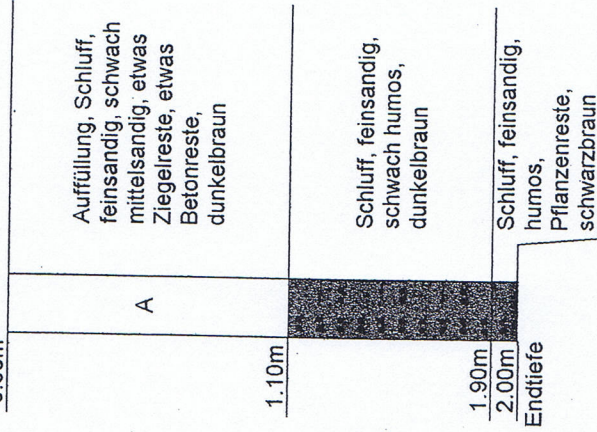 Auffüllung, Schluff,
feinsandig, schwach
mittelsandig, etwas
Ziegelreste, etwas
Betonreste,
dunkelbraun
A
1.10m
Schluff, feinsandig,
schwach humos,
dunkelbraun
1.90m
2.00m
Schluff, feinsandig,
humos,
Pflanzenreste,
schwarzbraun
Endtiefe